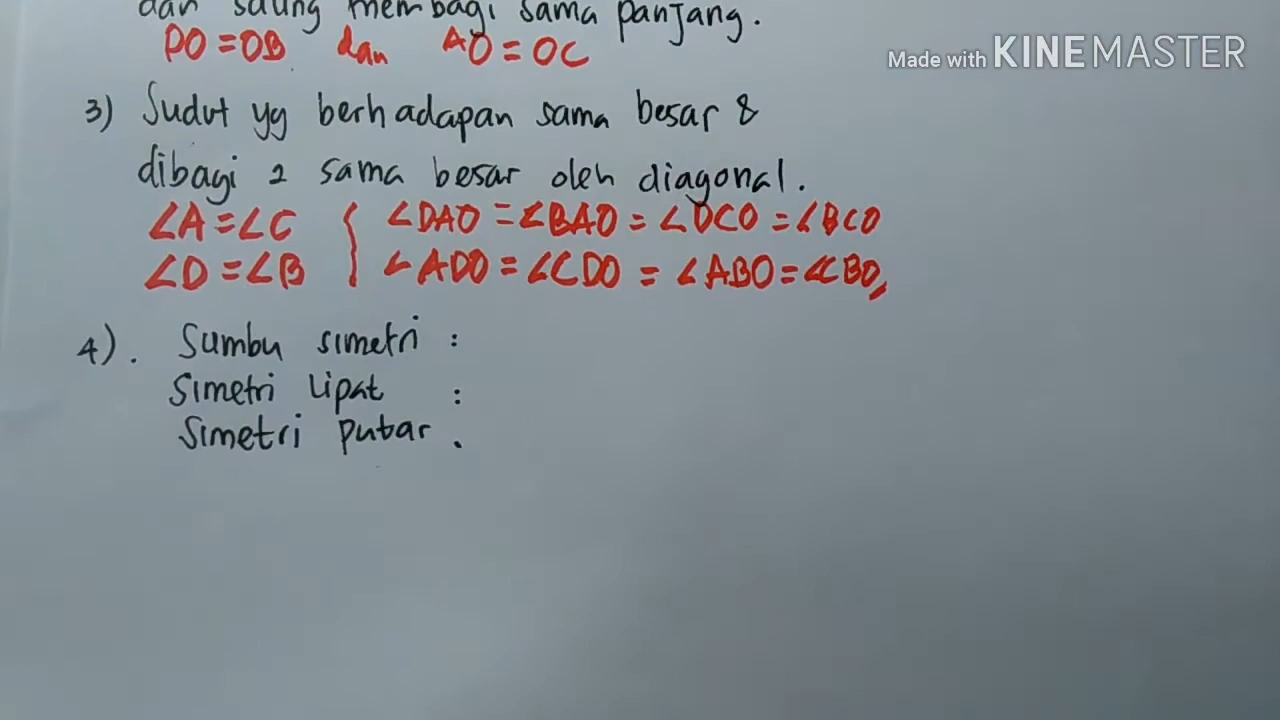 dan saling membagi sama panjang.
DO = OB dan AO = OC
Made with KINEMASTER
3) Sudut yg berhadapan sama besar &
dibagi 2 sama besar oleh diagonal.
∠A = ∠C { ∠DAO = ∠BAO = ∠DCO = ∠BCO
∠D = ∠B ∠ADO = ∠CDO = ∠ABO = ∠CBO
4). Sumbu simetri :
Simetri lipat :
Simetri putar .